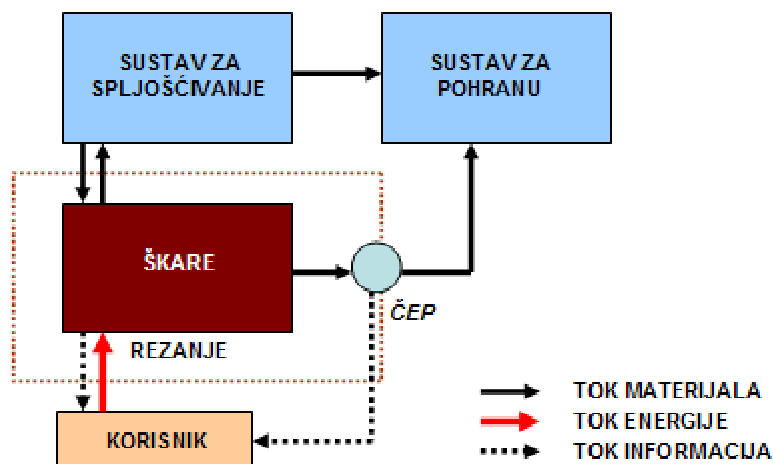 SUSTAV ZA
SPLJOŠĆIVANJE
SUSTAV ZA
POHRANU
ŠKARE
ČEP
REZANJE
KORISNIK
TOK MATERIJALA
TOK ENERGIJE
TOK INFORMACIJA